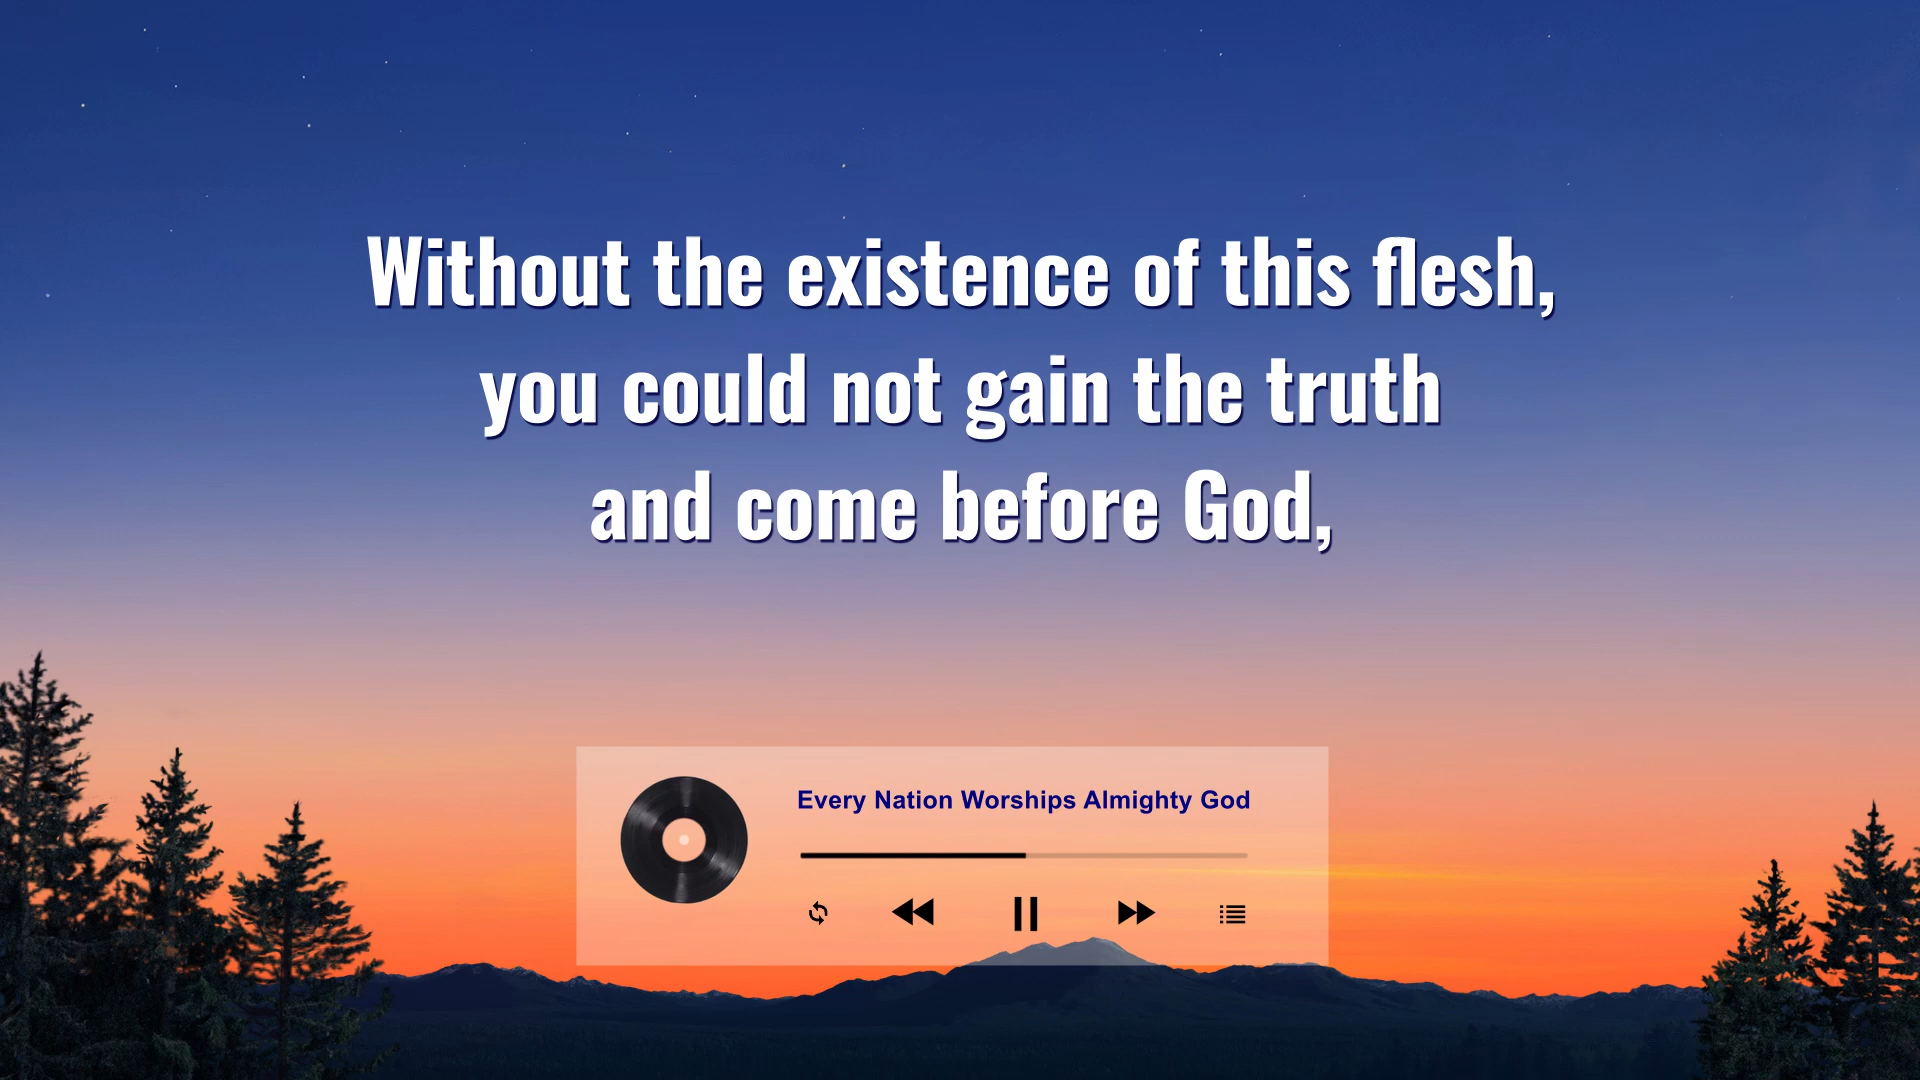 Without the existence of this flesh,
you could not gain the truth
and come before God,
Every Nation Worships Almighty God